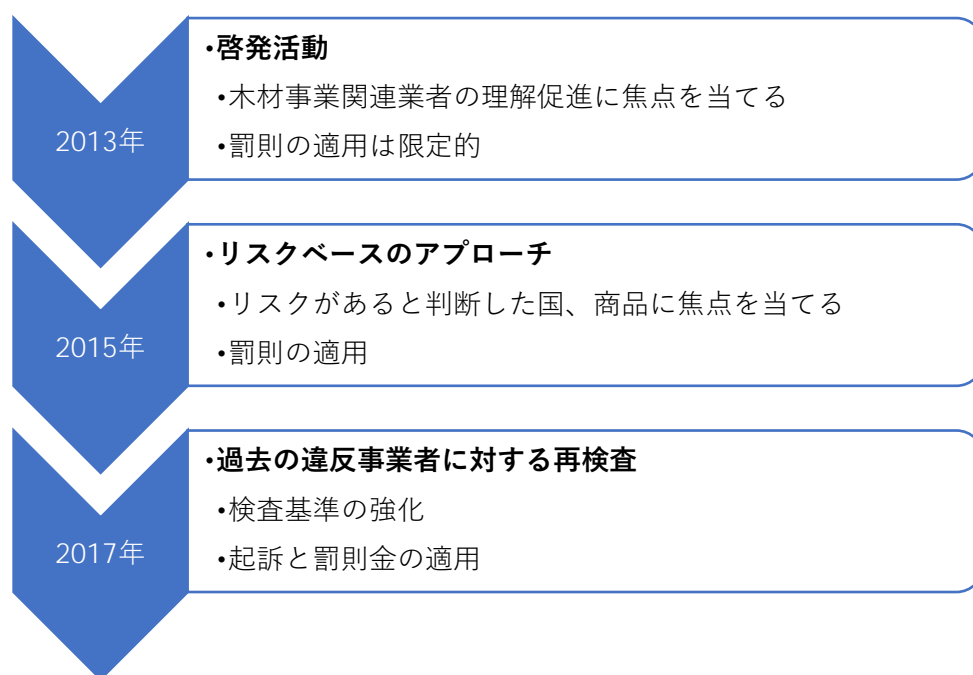 ・啓発活動
・木材事業関連業者の理解促進に焦点を当てる
2013年
・罰則の適用は限定的
・リスクベースのアプローチ
・リスクがあると判断した国、商品に焦点を当てる
2015年
・罰則の適用
・過去の違反事業者に対する再検査
・検査基準の強化
2017年
・起訴と罰則金の適用